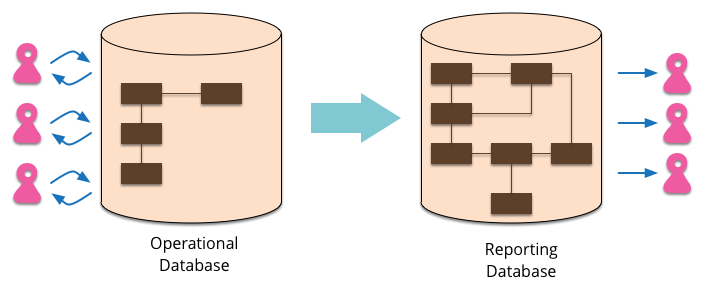 Operational
Database
Reporting
Database